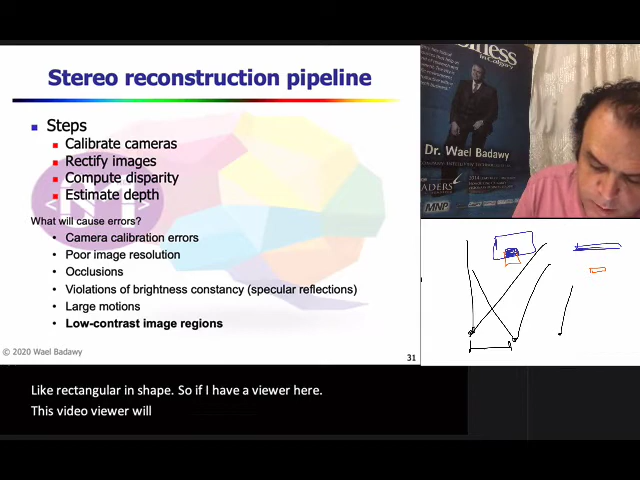 Stereo reconstruction pipeline
Steps
Calibrate cameras
Rectify images
Compute disparity
Estimate depth
What will cause errors?
• Camera calibration errors
• Poor image resolution
• Occlusions
• Violations of brightness constancy (specular reflections)
• Large motions
• Low-contrast image regions
© 2020 Wael Badawy
31
in Calgary
Dr. Wael Badawy
MNP
Like rectangular in shape. So if I have a viewer here.
This video viewer will